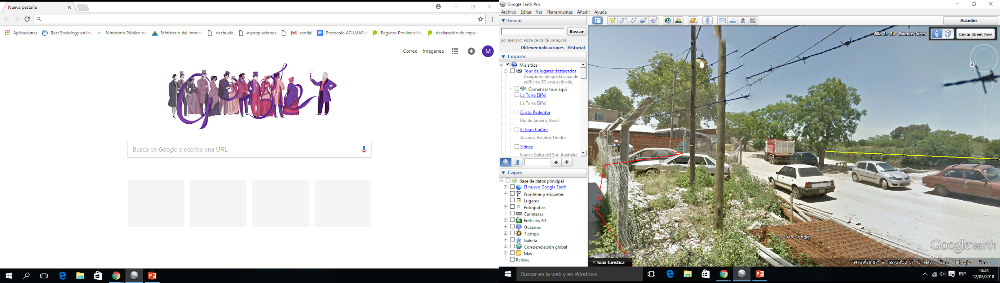 Nueva pestaña
Aplicaciones
Best Sociology online
Ministerio Público de
Ministerio del Interio
riachuelo
expropiaciones
sendai
Protocolo ACUMAR.d
Registro Provincial de
declaración de impac
Correo
Imágenes
M
Busca en Google o escribe una URL
Google Earth Pro
Archivo Editar Ver Herramientas Añadir Ayuda
Buscar
Buscar
por ejemplo: Pizza cerca de Zaragoza
Obtener indicaciones Historial
Lugares
Mis sitios
Tour de lugares destacados
Asegúrate de que la capa de
edificios 3D está activada.
Comenzar tour aquí
La Torre Eiffel
La Torre Eiffel
Cristo Redentor
Río de Janeiro, Brasil
El Gran Cañón
Arizona, Estados Unidos
Sídney
Nueva Gales del Sur, Australia
Capas
Base de datos principal
El nuevo Google Earth
Fronteras y etiquetas
Lugares
Fotografías
Carreteras
Edificios 3D
Océanos
Tiempo
Galería
Concienciación global
Más
Relieve
Acceder
Villa 21-24 - Buenos Aires
Cerrar Street View
N
© 2018 Google
Google earth
Informar de un error
Guía turística
34°39'30.07" S 58°23'52.17" O elev. 2 m alt. ojo 3 m
Buscar en la web y en Windows
ESP
13:24
12/03/2018